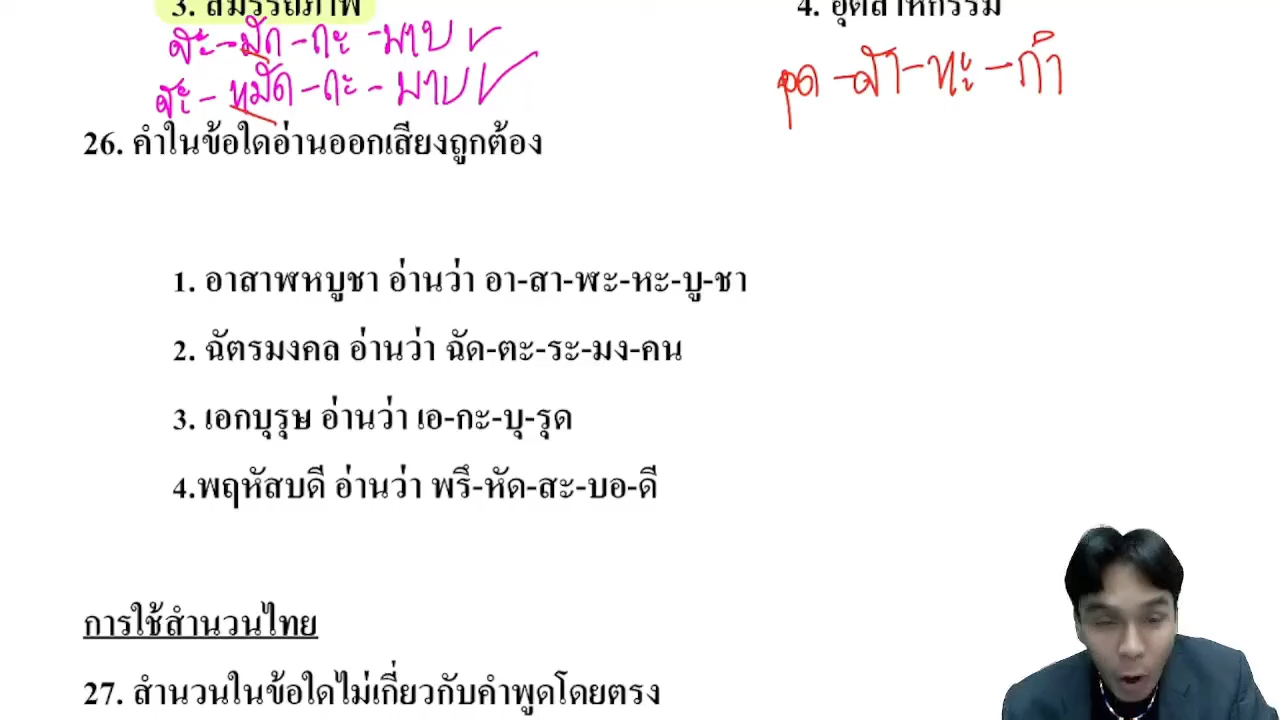 3. สมรรถภาพ
4. อุตสาหกรรม
สะ-มัด-ถะ-พาบ ✓
สะ-หมัด-ถะ-พาบ ✓
อุด-สา-หะ-กำ
26. คำในข้อใดอ่านออกเสียงถูกต้อง
1. อาสาฬหบูชา อ่านว่า อา-สา-ฬะ-หะ-บู-ชา
2. ฉัตรมงคล อ่านว่า ฉัด-ตะ-ระ-มง-คน
3. เอกบุรุษ อ่านว่า เอ-กะ-บุ-รุด
4.พฤหัสบดี อ่านว่า พรึ-หัด-สะ-บอ-ดี
การใช้สำนวนไทย
27. สำนวนในข้อใดไม่เกี่ยวกับคำพูดโดยตรง